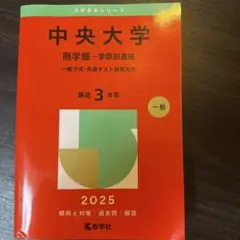 大学赤本シリーズ
中央大学
商学部－学部別選抜
一般方式・共通テスト併用方式
最近3カ年
一般
2025
傾向と対策｜過去問｜解答
教学社